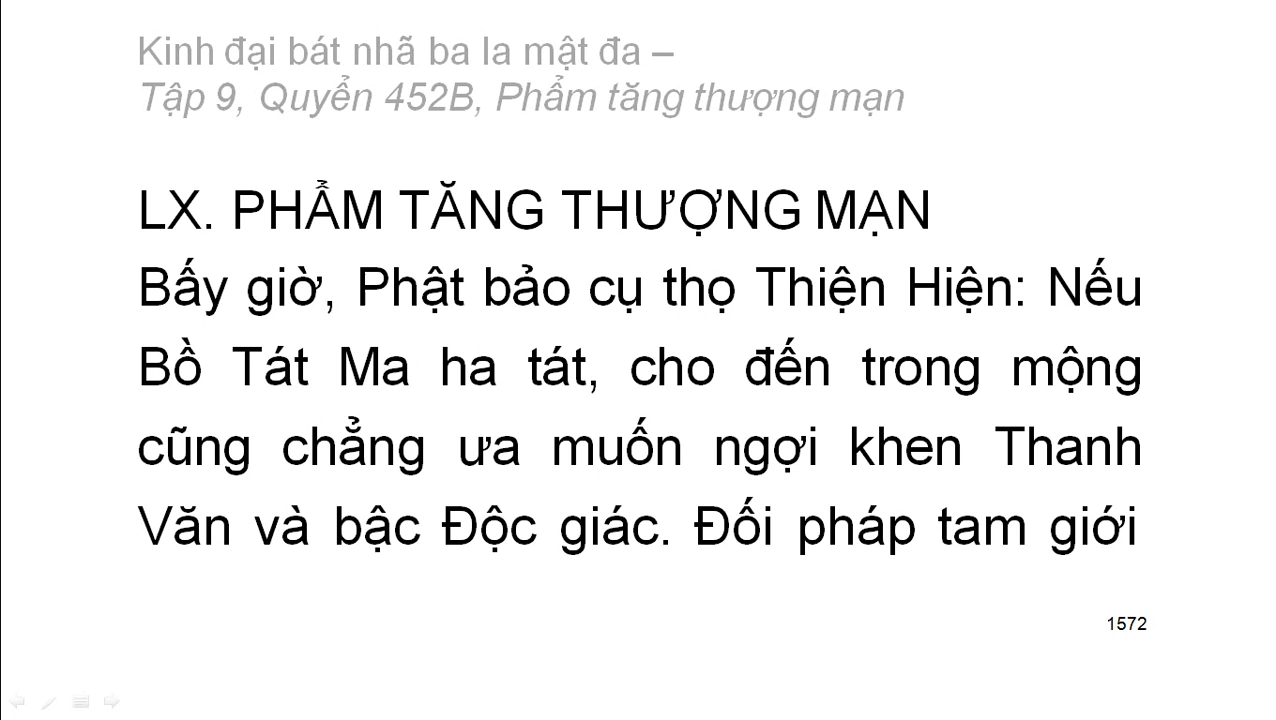 Kinh đại bát nhã ba la mật đa –
Tập 9, Quyển 452B, Phẩm tăng thượng mạn
LX. PHẨM TĂNG THƯỢNG MẠN
Bấy giờ, Phật bảo cụ thọ Thiện Hiện: Nếu
Bồ Tát Ma ha tát, cho đến trong mộng
cũng chẳng ưa muốn ngợi khen Thanh
Văn và bậc Độc giác. Đối pháp tam giới
1572